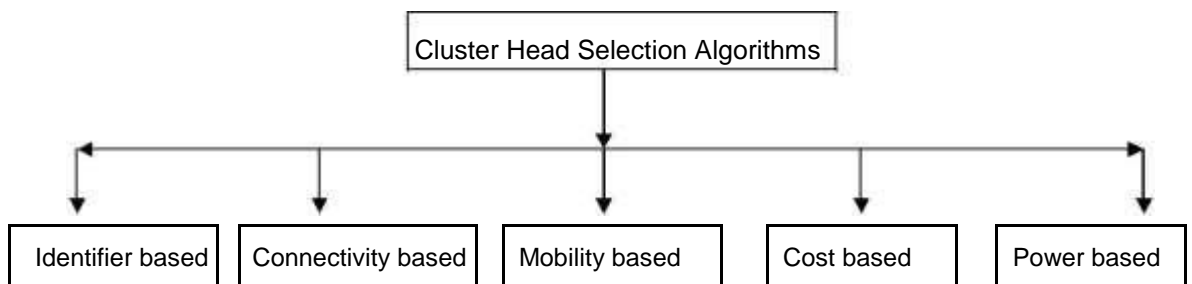 Cluster Head Selection Algorithms
Identifier based
Connectivity based
Mobility based
Cost based
Power based